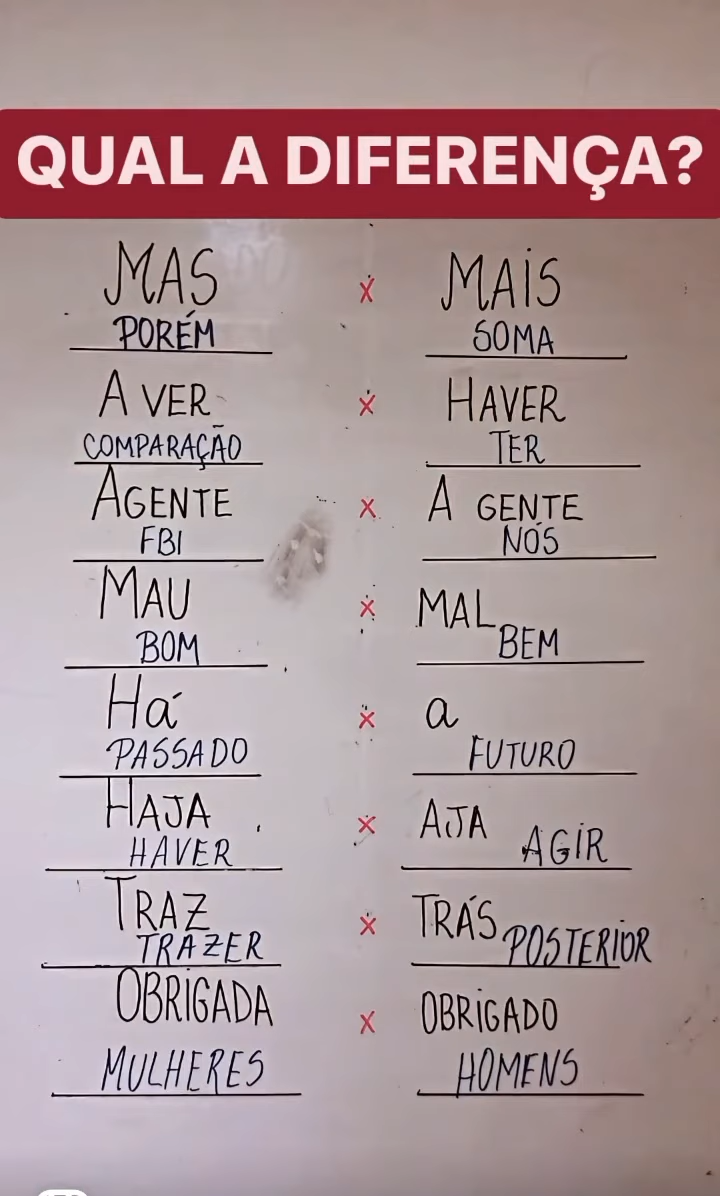 QUAL A DIFERENÇA?
MAS x MAIS
PORÉM SOMA
A VER x HAVER
COMPARAÇÃO TER
AGENTE x A GENTE
FBI NÓS
MAU x MAL
BOM BEM
Há x a
PASSADO FUTURO
HAJA x AJA
HAVER AGIR
TRAZ x TRÁS
TRAZER POSTERIOR
OBRIGADA x OBRIGADO
MULHERES HOMENS